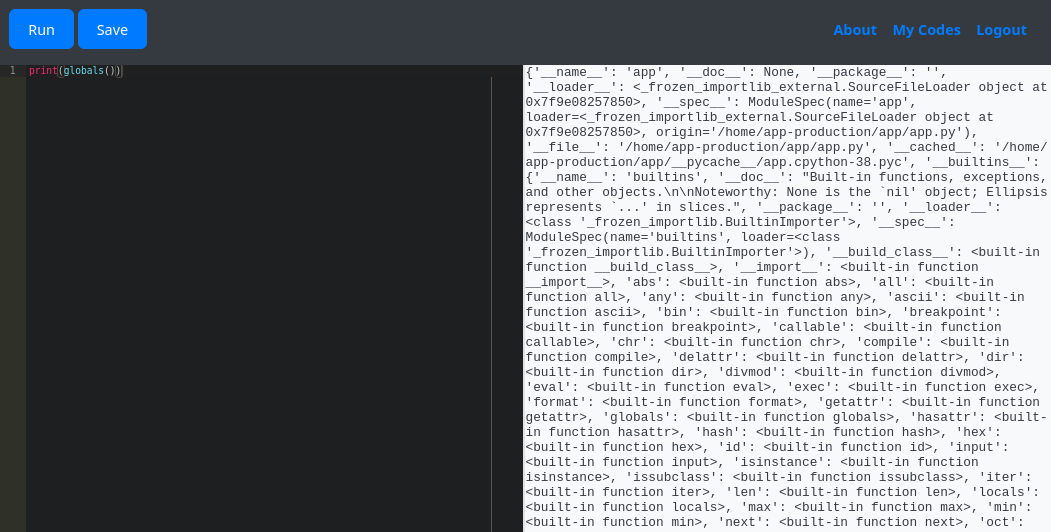 Run Save About My Codes Logout
1 print(globals())
{'__name__': 'app', '__doc__': None, '__package__': '',
'__loader__': <_frozen_importlib_external.SourceFileLoader object at
0x7f9e08257850>, '__spec__': ModuleSpec(name='app',
loader=<_frozen_importlib_external.SourceFileLoader object at
0x7f9e08257850>, origin='/home/app-production/app/app.py'),
'__file__': '/home/app-production/app/app.py', '__cached__': '/home/
app-production/app/__pycache__/app.cpython-38.pyc', '__builtins__':
{'__name__': 'builtins', '__doc__': "Built-in functions, exceptions,
and other objects.\n\nNoteworthy: None is the `nil' object; Ellipsis
represents `...' in slices.", '__package__': '', '__loader__':
<class '_frozen_importlib.BuiltinImporter'>, '__spec__':
ModuleSpec(name='builtins', loader=<class
'_frozen_importlib.BuiltinImporter'>), '__build_class__': <built-in
function __build_class__>, '__import__': <built-in function
__import__>, 'abs': <built-in function abs>, 'all': <built-in
function all>, 'any': <built-in function any>, 'ascii': <built-in
function ascii>, 'bin': <built-in function bin>, 'breakpoint':
<built-in function breakpoint>, 'callable': <built-in function
callable>, 'chr': <built-in function chr>, 'compile': <built-in
function compile>, 'delattr': <built-in function delattr>, 'dir':
<built-in function dir>, 'divmod': <built-in function divmod>,
'eval': <built-in function eval>, 'exec': <built-in function exec>,
'format': <built-in function format>, 'getattr': <built-in function
getattr>, 'globals': <built-in function globals>, 'hasattr': <built-
in function hasattr>, 'hash': <built-in function hash>, 'hex':
<built-in function hex>, 'id': <built-in function id>, 'input':
<built-in function input>, 'isinstance': <built-in function
isinstance>, 'issubclass': <built-in function issubclass>, 'iter':
<built-in function iter>, 'len': <built-in function len>, 'locals':
<built-in function locals>, 'max': <built-in function max>, 'min':
<built-in function min>, 'next': <built-in function next>, 'oct':